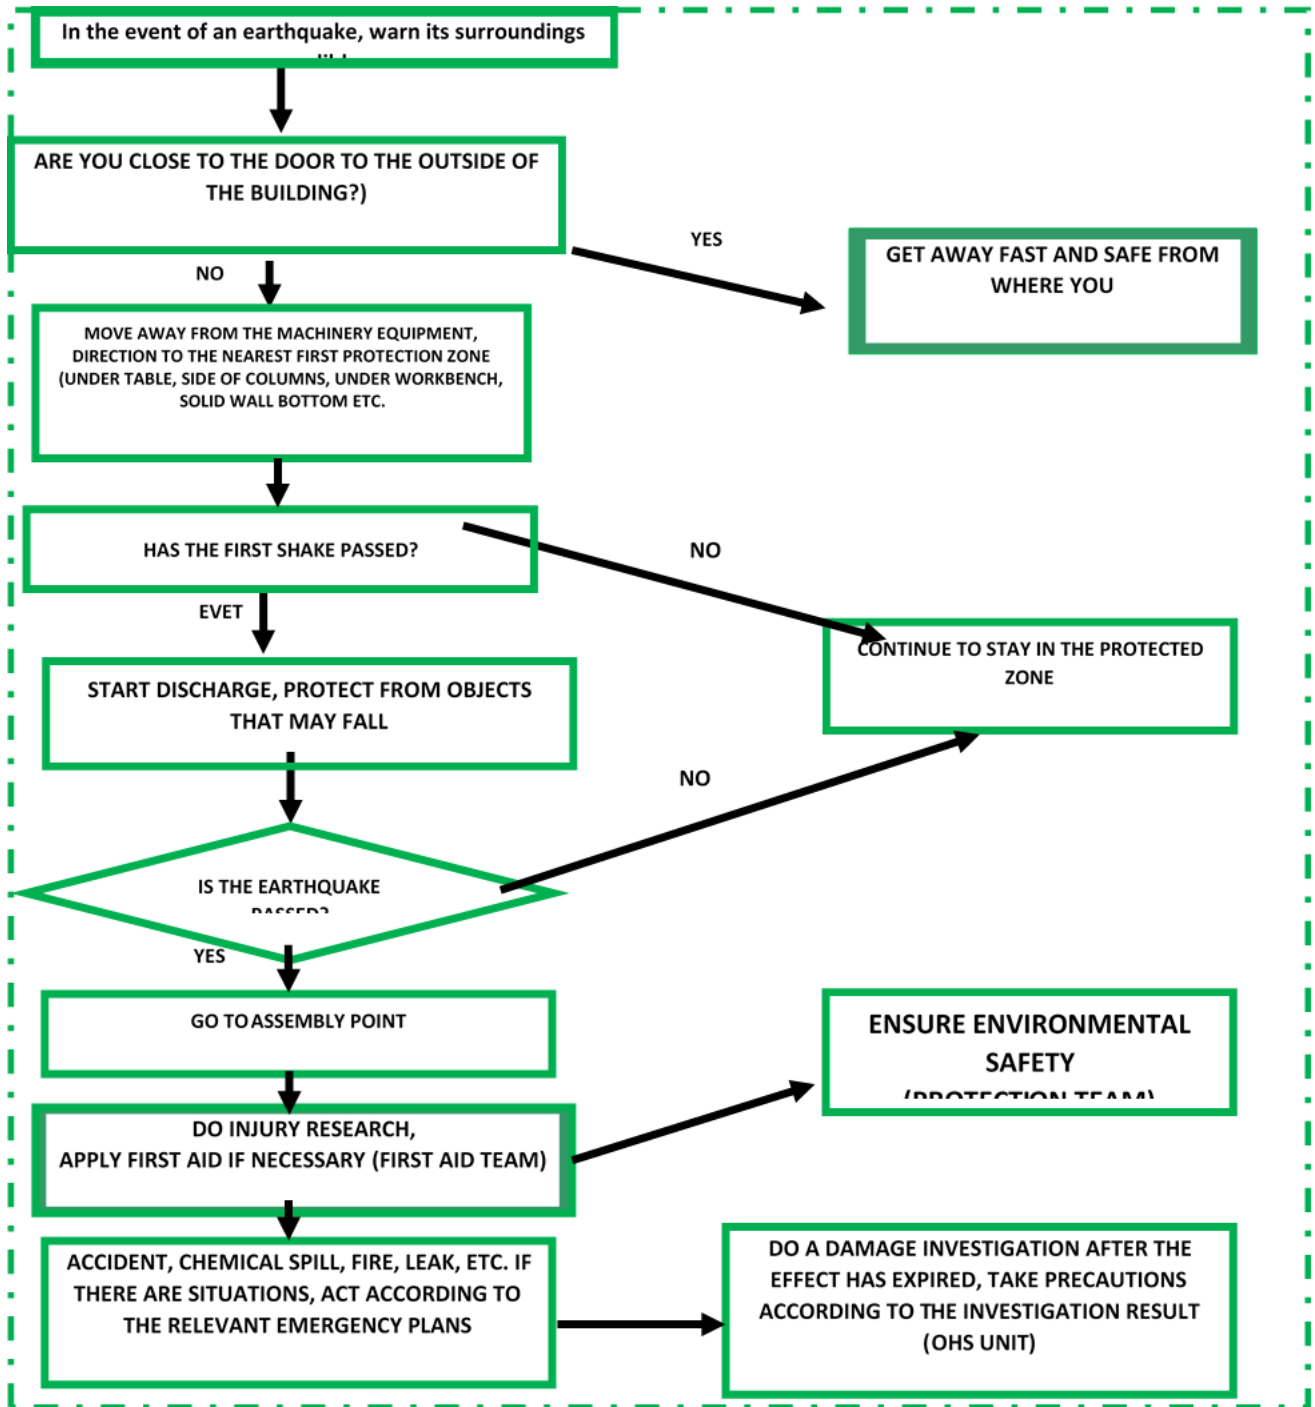 In the event of an earthquake, warn its surroundings
ARE YOU CLOSE TO THE DOOR TO THE OUTSIDE OF
THE BUILDING?)
YES
GET AWAY FAST AND SAFE FROM
WHERE YOU
NO
MOVE AWAY FROM THE MACHINERY EQUIPMENT,
DIRECTION TO THE NEAREST FIRST PROTECTION ZONE
(UNDER TABLE, SIDE OF COLUMNS, UNDER WORKBENCH,
SOLID WALL BOTTOM ETC.
HAS THE FIRST SHAKE PASSED?
NO
EVET
CONTINUE TO STAY IN THE PROTECTED
ZONE
START DISCHARGE, PROTECT FROM OBJECTS
THAT MAY FALL
NO
IS THE EARTHQUAKE
PASSED?
YES
GO TO ASSEMBLY POINT
ENSURE ENVIRONMENTAL
SAFETY
(PROTECTION TEAM)
DO INJURY RESEARCH,
APPLY FIRST AID IF NECESSARY (FIRST AID TEAM)
ACCIDENT, CHEMICAL SPILL, FIRE, LEAK, ETC. IF
THERE ARE SITUATIONS, ACT ACCORDING TO
THE RELEVANT EMERGENCY PLANS
DO A DAMAGE INVESTIGATION AFTER THE
EFFECT HAS EXPIRED, TAKE PRECAUTIONS
ACCORDING TO THE INVESTIGATION RESULT
(OHS UNIT)